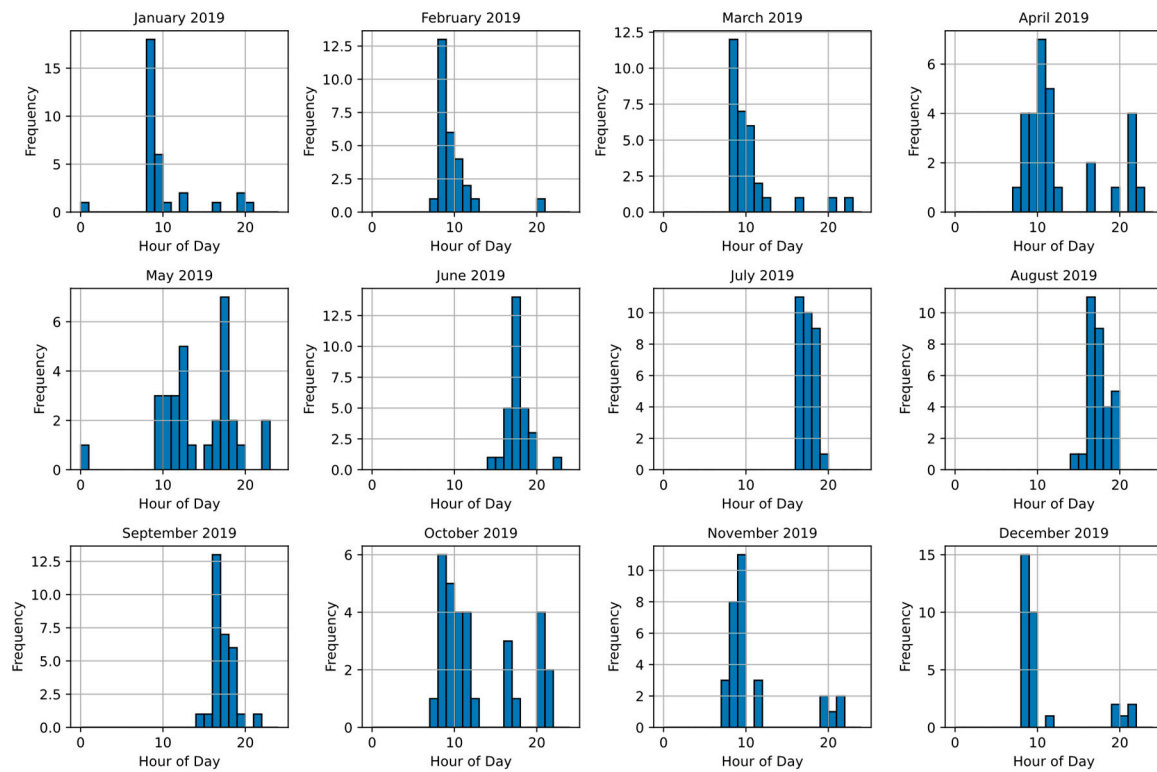 January 2019
Frequency
15
10
5
0
0 10 20
Hour of Day
February 2019
Frequency
12.5
10.0
7.5
5.0
2.5
0.0
0 10 20
Hour of Day
March 2019
Frequency
12.5
10.0
7.5
5.0
2.5
0.0
0 10 20
Hour of Day
April 2019
Frequency
6
4
2
0
0 10 20
Hour of Day
May 2019
Frequency
6
4
2
0
0 10 20
Hour of Day
June 2019
Frequency
12.5
10.0
7.5
5.0
2.5
0.0
0 10 20
Hour of Day
July 2019
Frequency
10
8
6
4
2
0
0 10 20
Hour of Day
August 2019
Frequency
10
8
6
4
2
0
0 10 20
Hour of Day
September 2019
Frequency
12.5
10.0
7.5
5.0
2.5
0.0
0 10 20
Hour of Day
October 2019
Frequency
6
4
2
0
0 10 20
Hour of Day
November 2019
Frequency
10
8
6
4
2
0
0 10 20
Hour of Day
December 2019
Frequency
15
10
5
0
0 10 20
Hour of Day